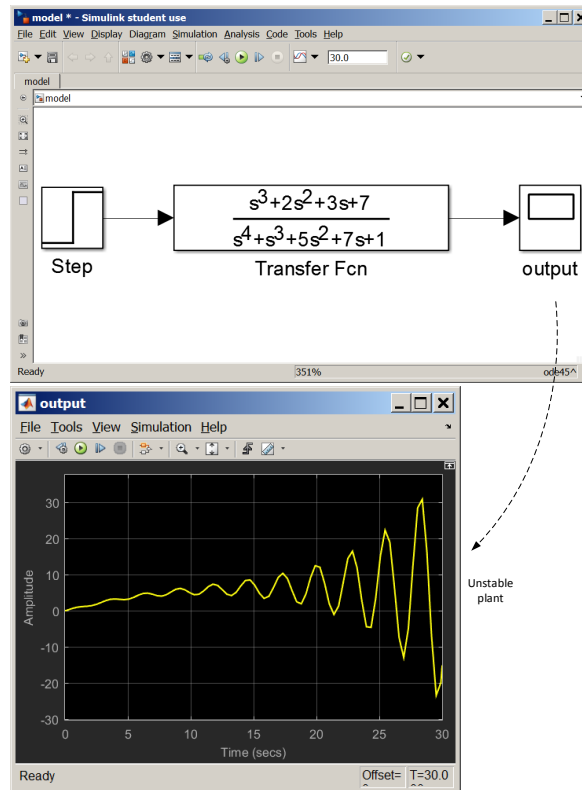 model * - Simulink student use
File Edit View Display Diagram Simulation Analysis Code Tools Help
30.0
model
model
s3+2s2+3s+7
s4+s3+5s2+7s+1
Step
Transfer Fcn
output
Ready 351% ode45
output
File Tools View Simulation Help
30
20
10
0
-10
-20
-30
Amplitude
0 5 10 15 20 25 30
Time (secs)
Unstable
plant
Ready Offset= T=30.0